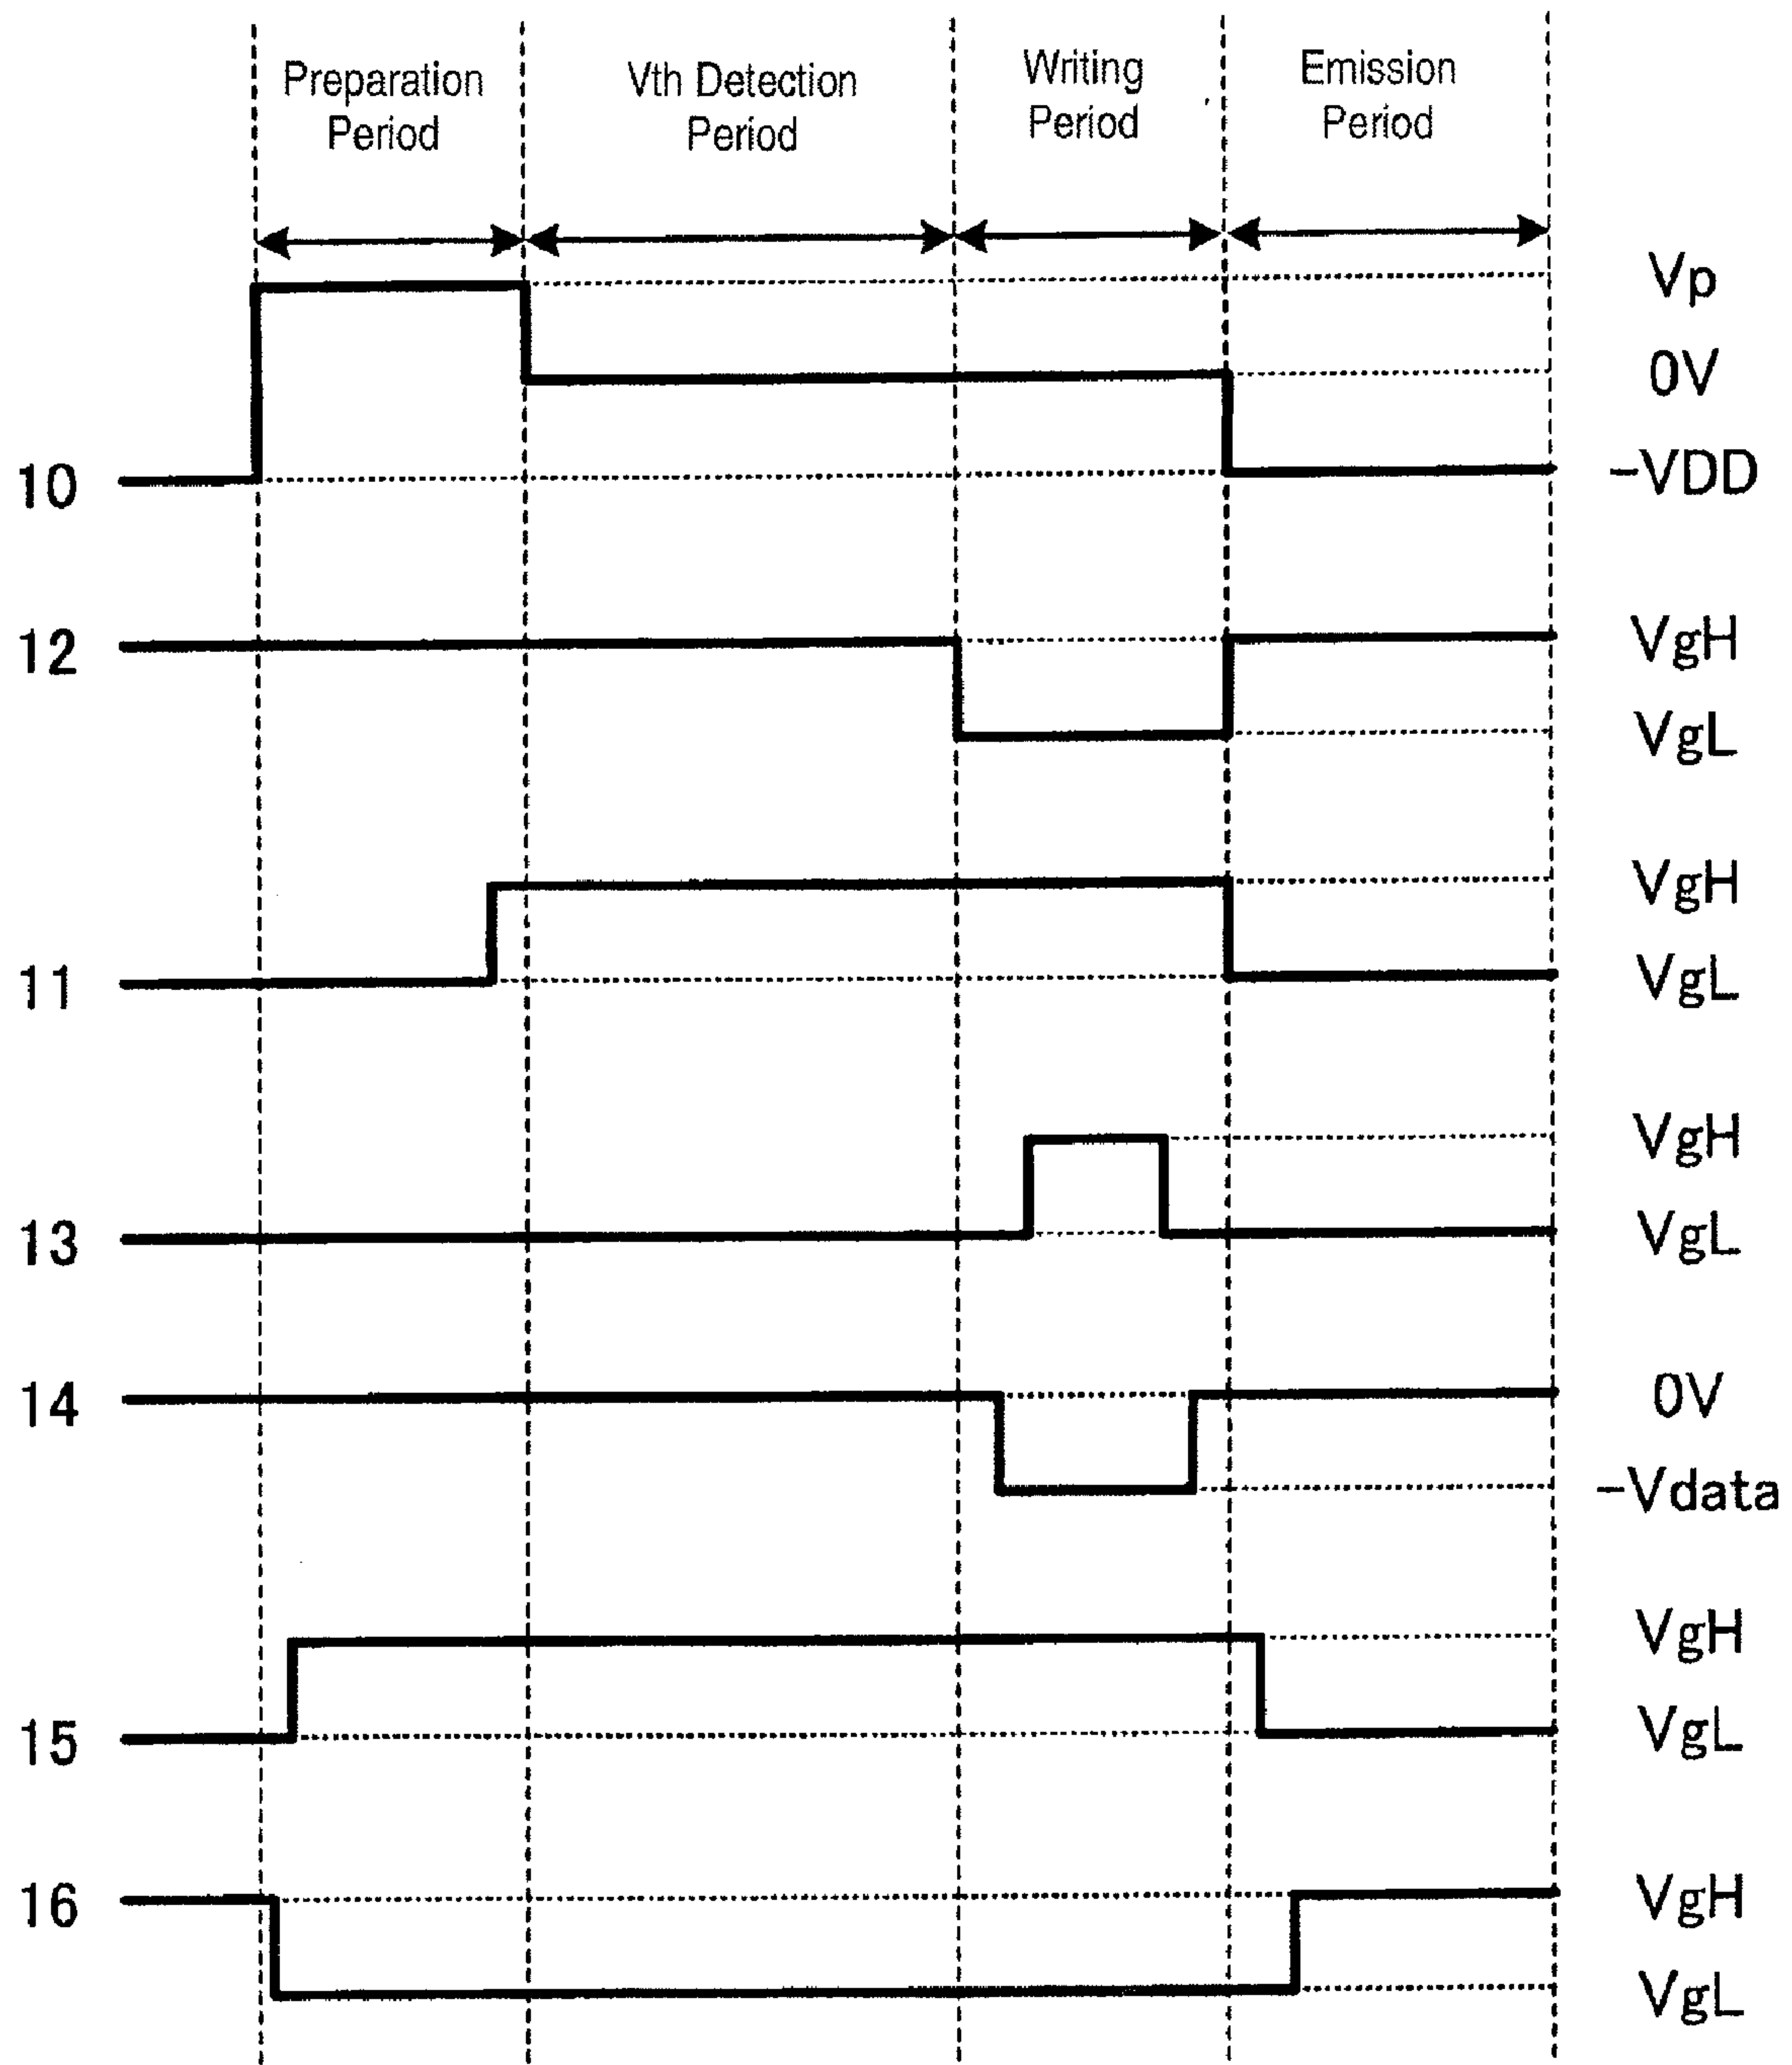 Preparation
Period
Vth Detection
Period
Writing
Period
Emission
Period
Vp
0V
10 -VDD
12 VgH
VgL
VgH
11 VgL
VgH
13 VgL
14 0V
-Vdata
VgH
15 VgL
16 VgH
VgL